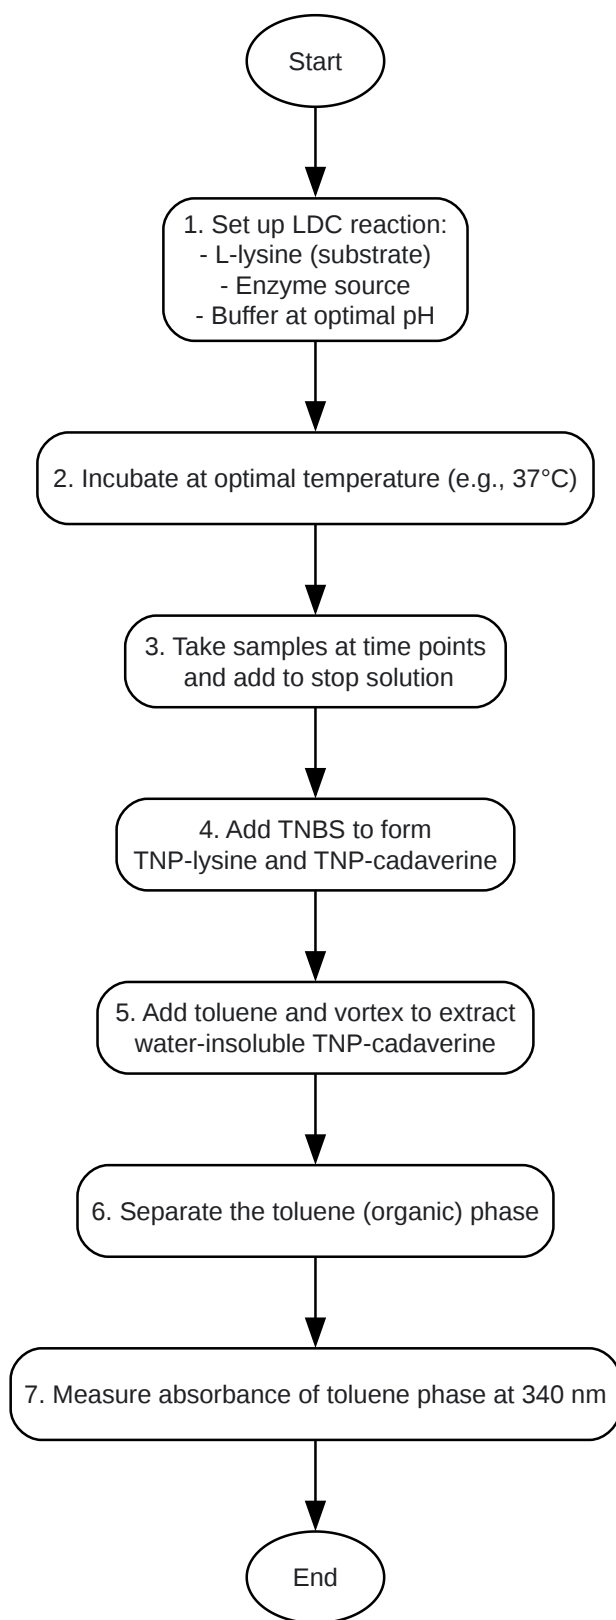 Start
1. Set up LDC reaction:
- L-lysine (substrate)
- Enzyme source
- Buffer at optimal pH
2. Incubate at optimal temperature (e.g., 37°C)
3. Take samples at time points
and add to stop solution
4. Add TNBS to form
TNP-lysine and TNP-cadaverine
5. Add toluene and vortex to extract
water-insoluble TNP-cadaverine
6. Separate the toluene (organic) phase
7. Measure absorbance of toluene phase at 340 nm
End